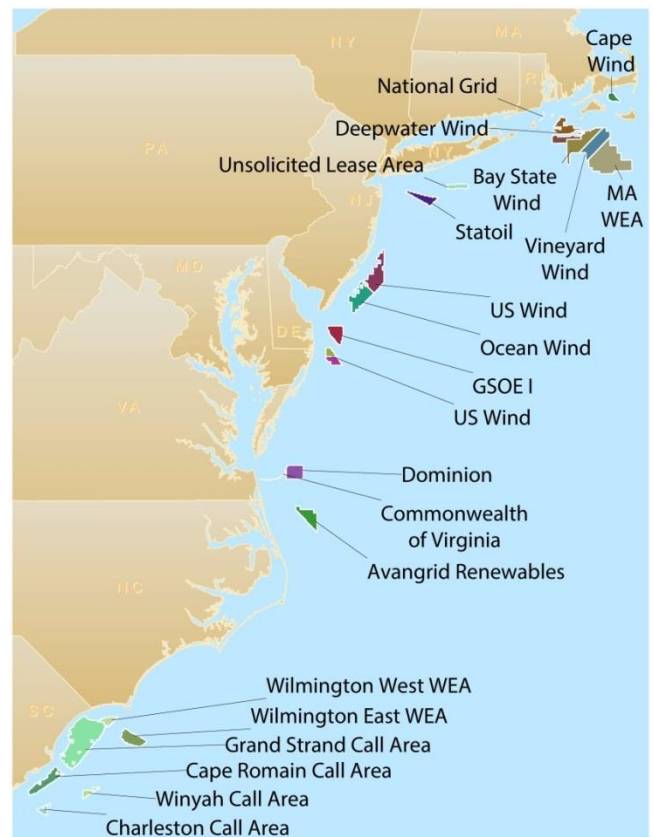 NY
MA
Cape
Wind
National Grid
RI
CT
Deepwater Wind
Unsolicited Lease Area
NY
PA
Bay State
Wind
MA
WEA
NJ
Statoil
Vineyard
Wind
MD
US Wind
DE
Ocean Wind
GSOE I
VA
US Wind
Dominion
Commonwealth
of Virginia
Avangrid Renewables
NC
Wilmington West WEA
SC
Wilmington East WEA
Grand Strand Call Area
Cape Romain Call Area
Winyah Call Area
Charleston Call Area